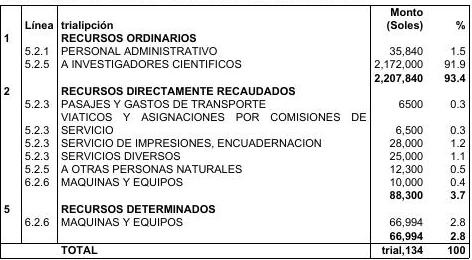 Monto
Línea trialipción (Soles) %
1 RECURSOS ORDINARIOS
5.2.1 PERSONAL ADMINISTRATIVO 35,840 1.5
5.2.5 A INVESTIGADORES CIENTIFICOS 2,172,000 91.9
2,207,840 93.4
2 RECURSOS DIRECTAMENTE RECAUDADOS
5.2.3 PASAJES Y GASTOS DE TRANSPORTE 6500 0.3
VIATICOS Y ASIGNACIONES POR COMISIONES DE
5.2.3 SERVICIO 6,500 0.3
5.2.3 SERVICIO DE IMPRESIONES, ENCUADERNACION 28,000 1.2
5.2.3 SERVICIOS DIVERSOS 25,000 1.1
5.2.5 A OTRAS PERSONAS NATURALES 12,300 0.5
6.2.6 MAQUINAS Y EQUIPOS 10,000 0.4
88,300 3.7
5 RECURSOS DETERMINADOS
6.2.6 MAQUINAS Y EQUIPOS 66,994 2.8
66,994 2.8
TOTAL trial,134 100